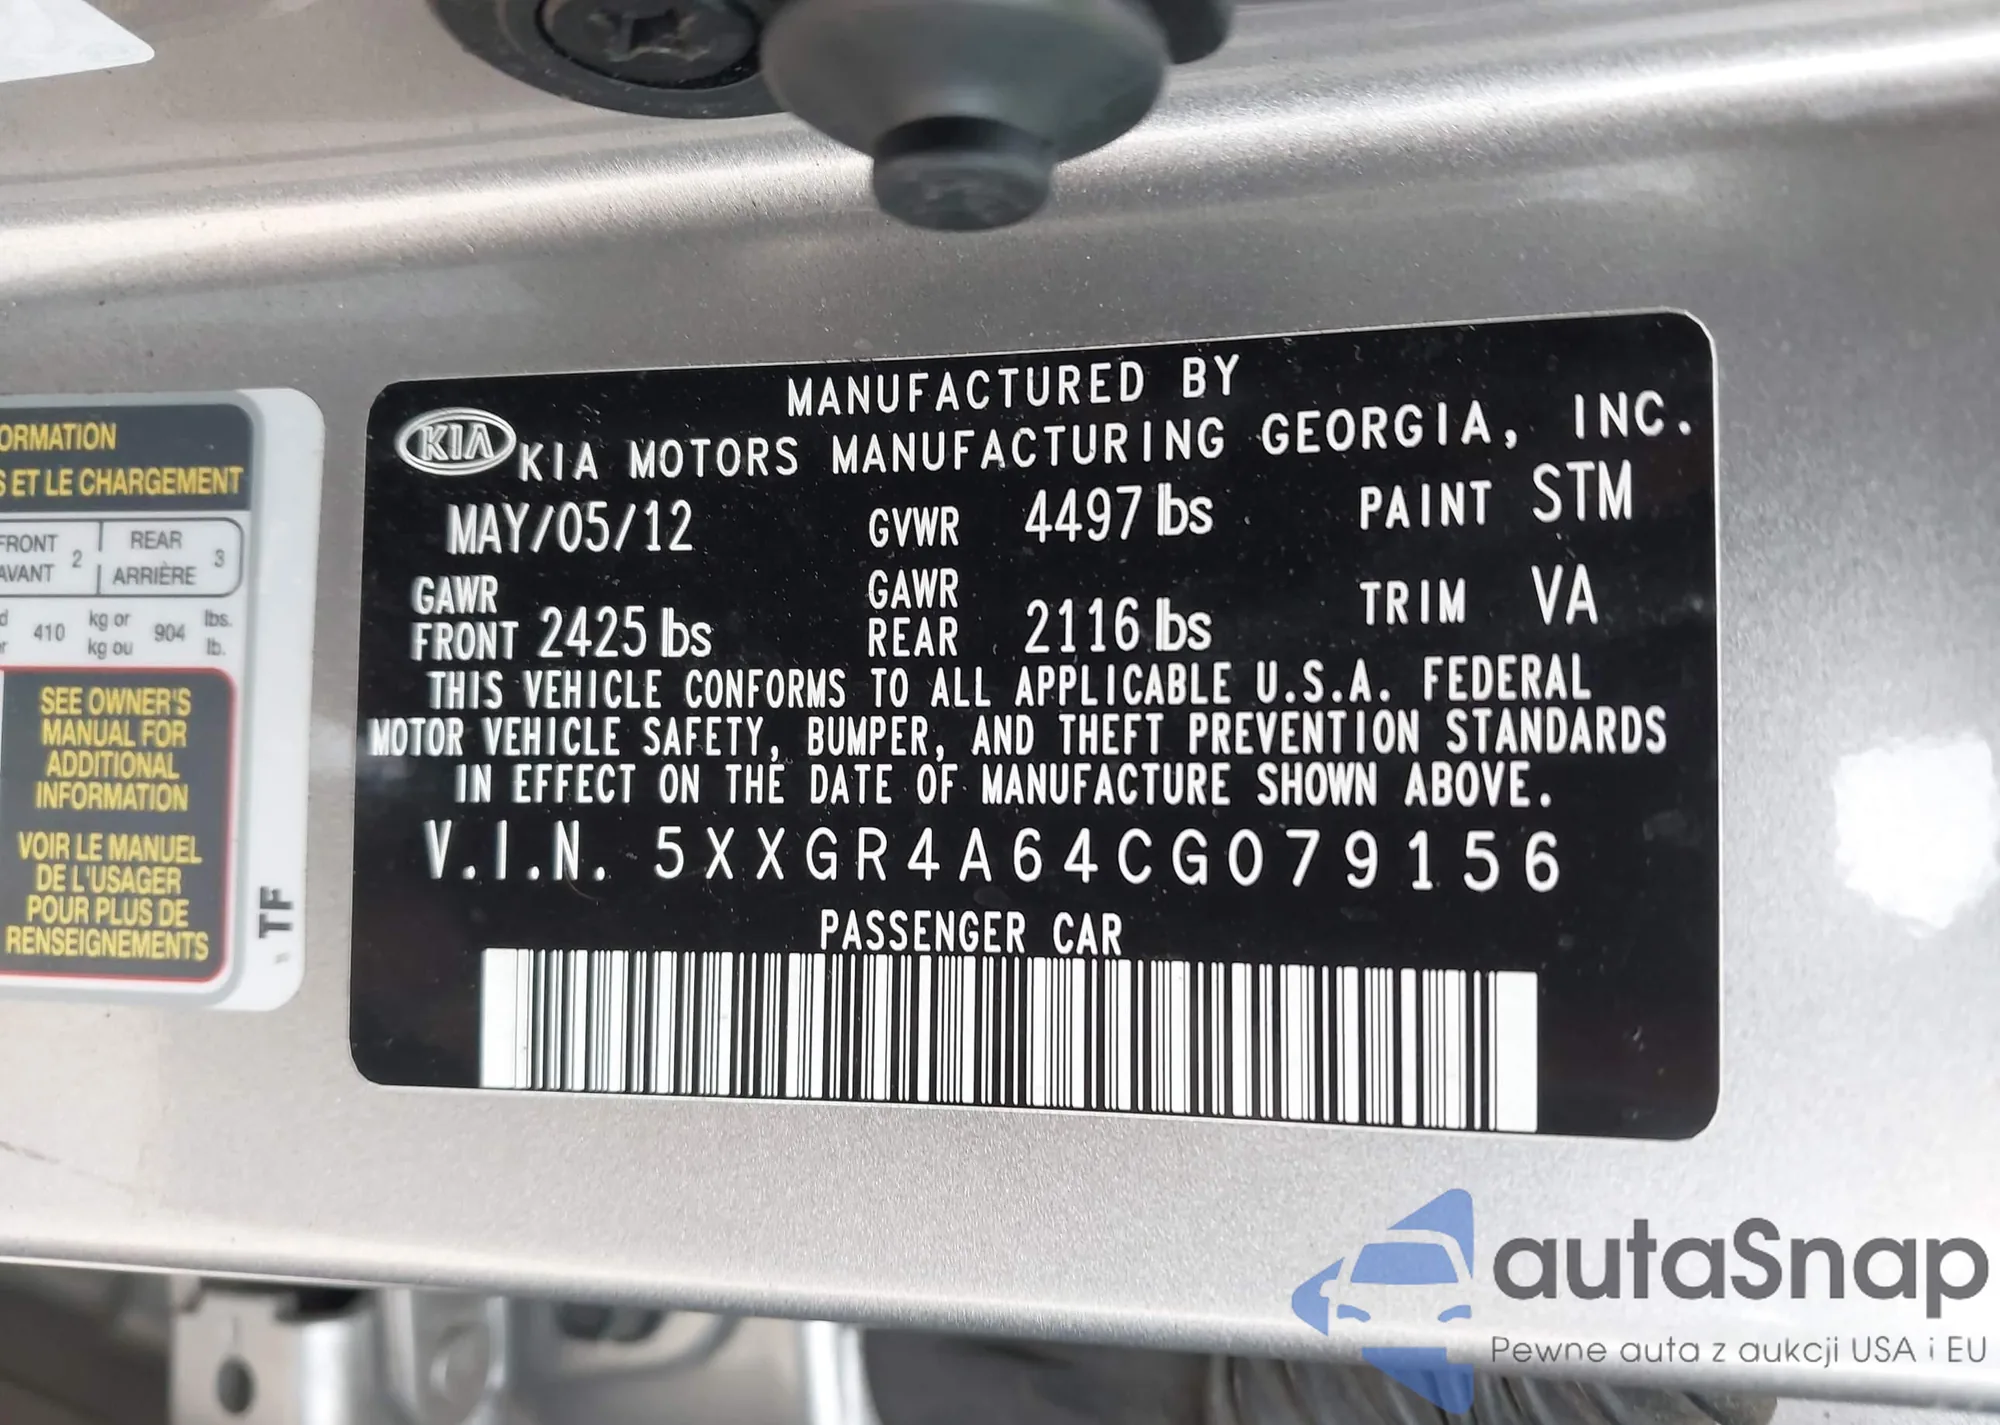 ORMATION
S ET LE CHARGEMENT
FRONT 2 REAR 3
AVANT ARRIÈRE
410 kg or 904 lbs.
kg ou lb.
SEE OWNER'S
MANUAL FOR
ADDITIONAL
INFORMATION
VOIR LE MANUEL
DE L'USAGER
POUR PLUS DE
RENSEIGNEMENTS
TF
MANUFACTURED BY
KIA KIA MOTORS MANUFACTURING GEORGIA, INC.
MAY/05/12 GVWR 4497 lbs PAINT STM
GAWR FRONT 2425 lbs GAWR REAR 2116 lbs TRIM VA
THIS VEHICLE CONFORMS TO ALL APPLICABLE U.S.A. FEDERAL
MOTOR VEHICLE SAFETY, BUMPER, AND THEFT PREVENTION STANDARDS
IN EFFECT ON THE DATE OF MANUFACTURE SHOWN ABOVE.
V.I.N. 5XXGR4A64CG079156
PASSENGER CAR
autaSnap
Pewne auta z aukcji USA i EU